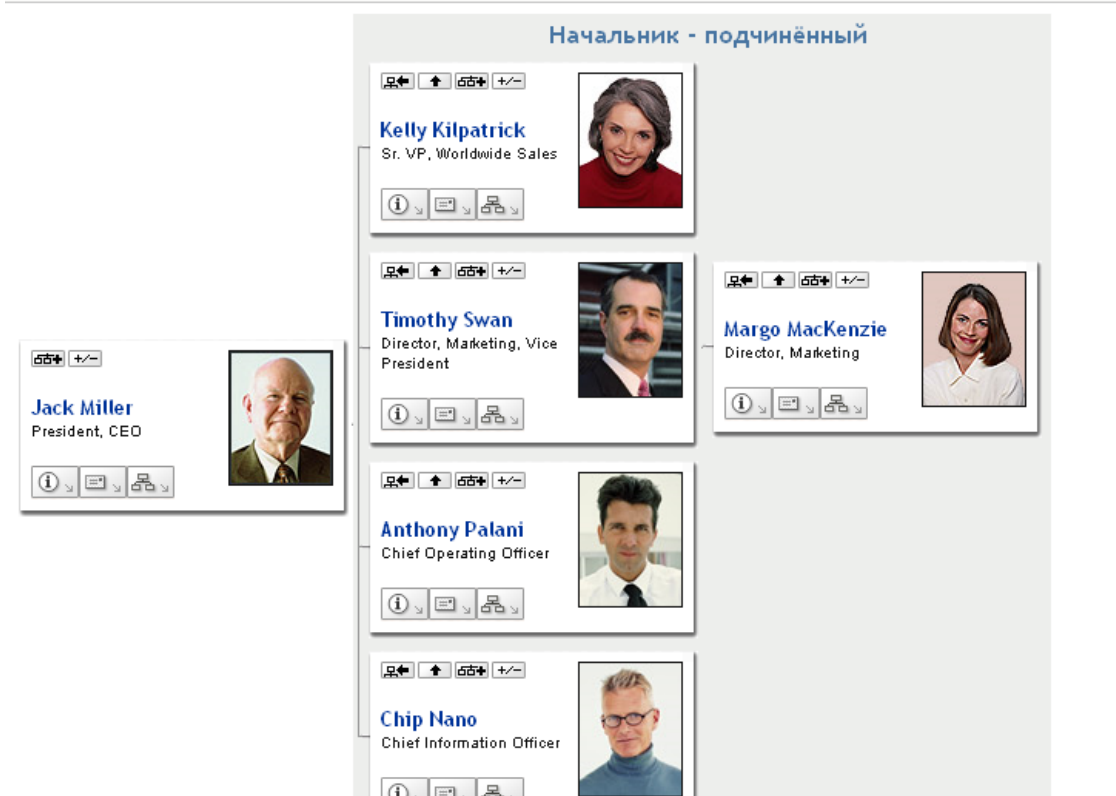 Начальник - подчинённый
Kelly Kilpatrick
Sr. VP, Worldwide Sales
Timothy Swan
Director, Marketing, Vice
President
Margo MacKenzie
Director, Marketing
Jack Miller
President, CEO
Anthony Palani
Chief Operating Officer
Chip Nano
Chief Information Officer